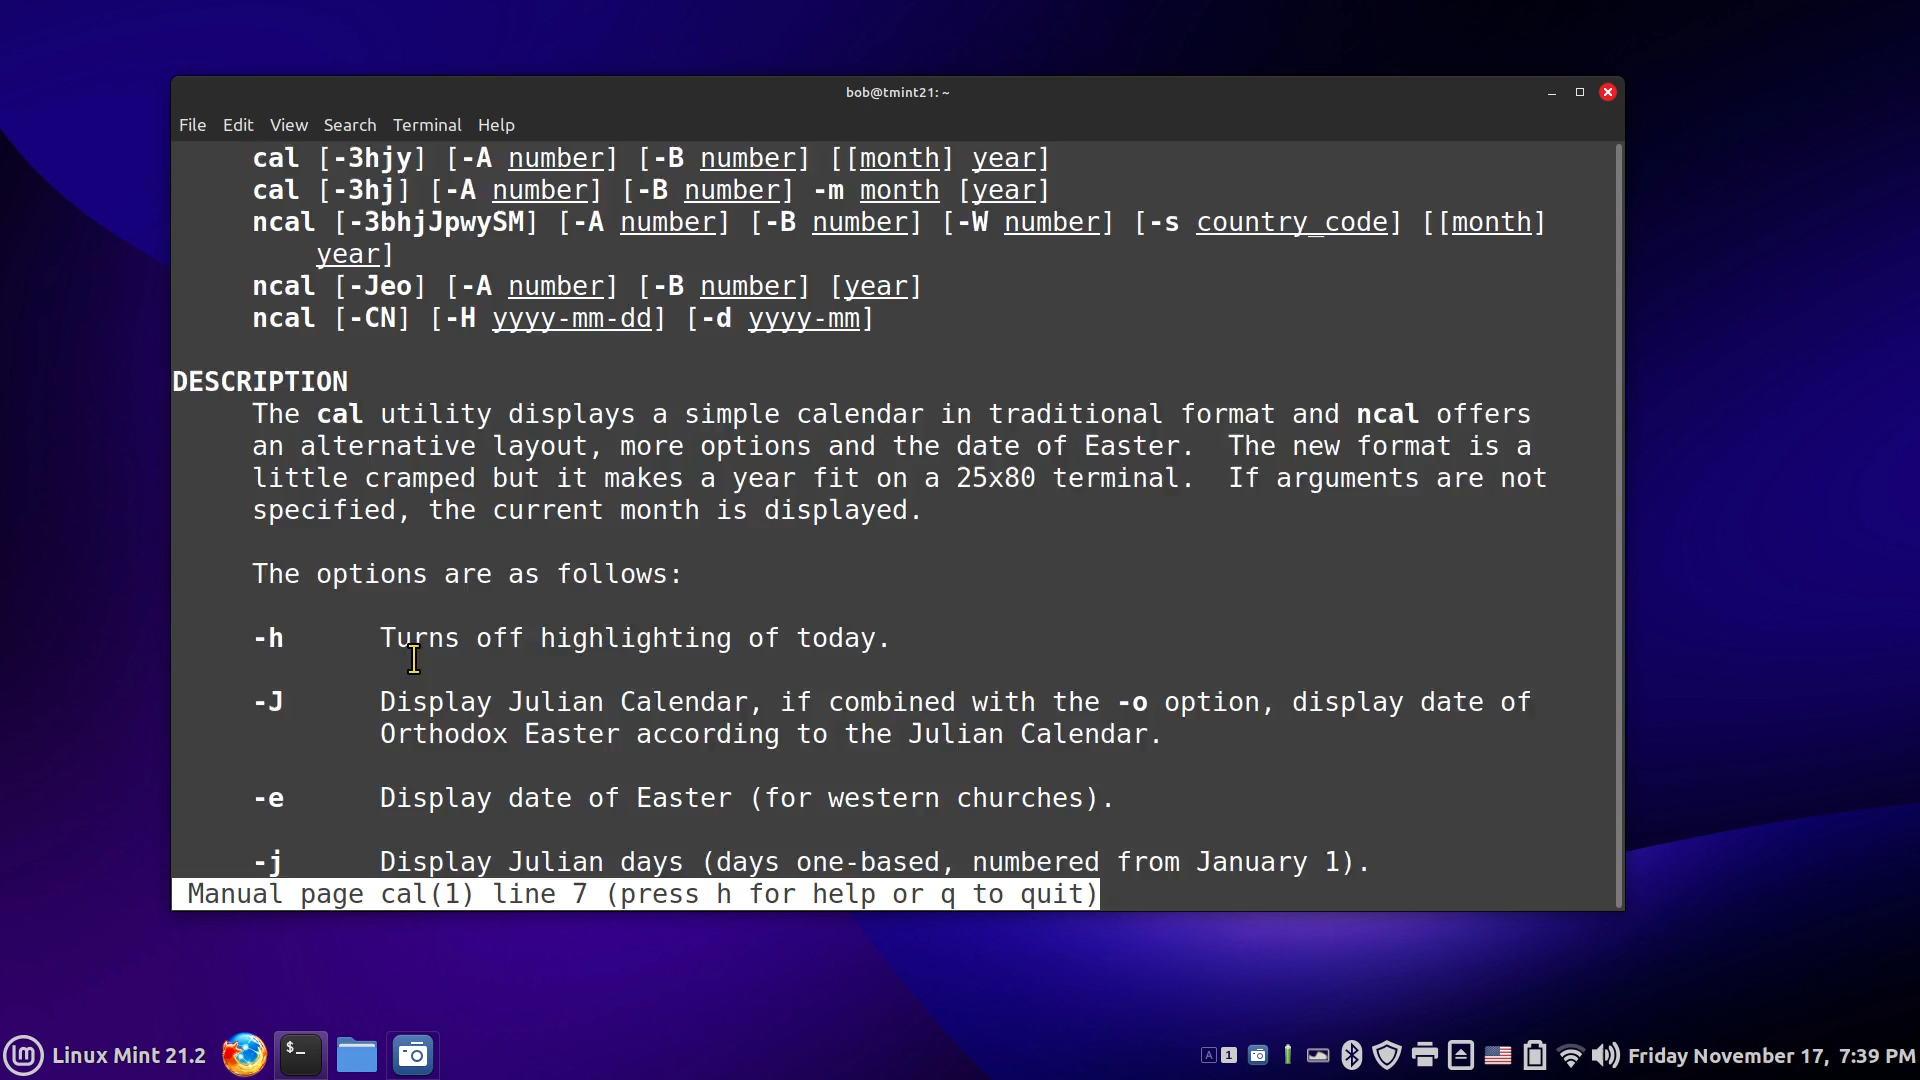 bob@tmint21: ~
File Edit View Search Terminal Help
cal [-3hjy] [-A number] [-B number] [[month] year]
cal [-3hj] [-A number] [-B number] -m month [year]
ncal [-3bhjJpwySM] [-A number] [-B number] [-W number] [-s country_code] [[month]
year]
ncal [-Jeo] [-A number] [-B number] [year]
ncal [-CN] [-H yyyy-mm-dd] [-d yyyy-mm]
DESCRIPTION
The cal utility displays a simple calendar in traditional format and ncal offers
an alternative layout, more options and the date of Easter. The new format is a
little cramped but it makes a year fit on a 25x80 terminal. If arguments are not
specified, the current month is displayed.
The options are as follows:
-h Turns off highlighting of today.
-J Display Julian Calendar, if combined with the -o option, display date of
Orthodox Easter according to the Julian Calendar.
-e Display date of Easter (for western churches).
-j Display Julian days (days one-based, numbered from January 1).
Manual page cal(1) line 7 (press h for help or q to quit)
Linux Mint 21.2 $_ A 1 Friday November 17, 7:39 PM